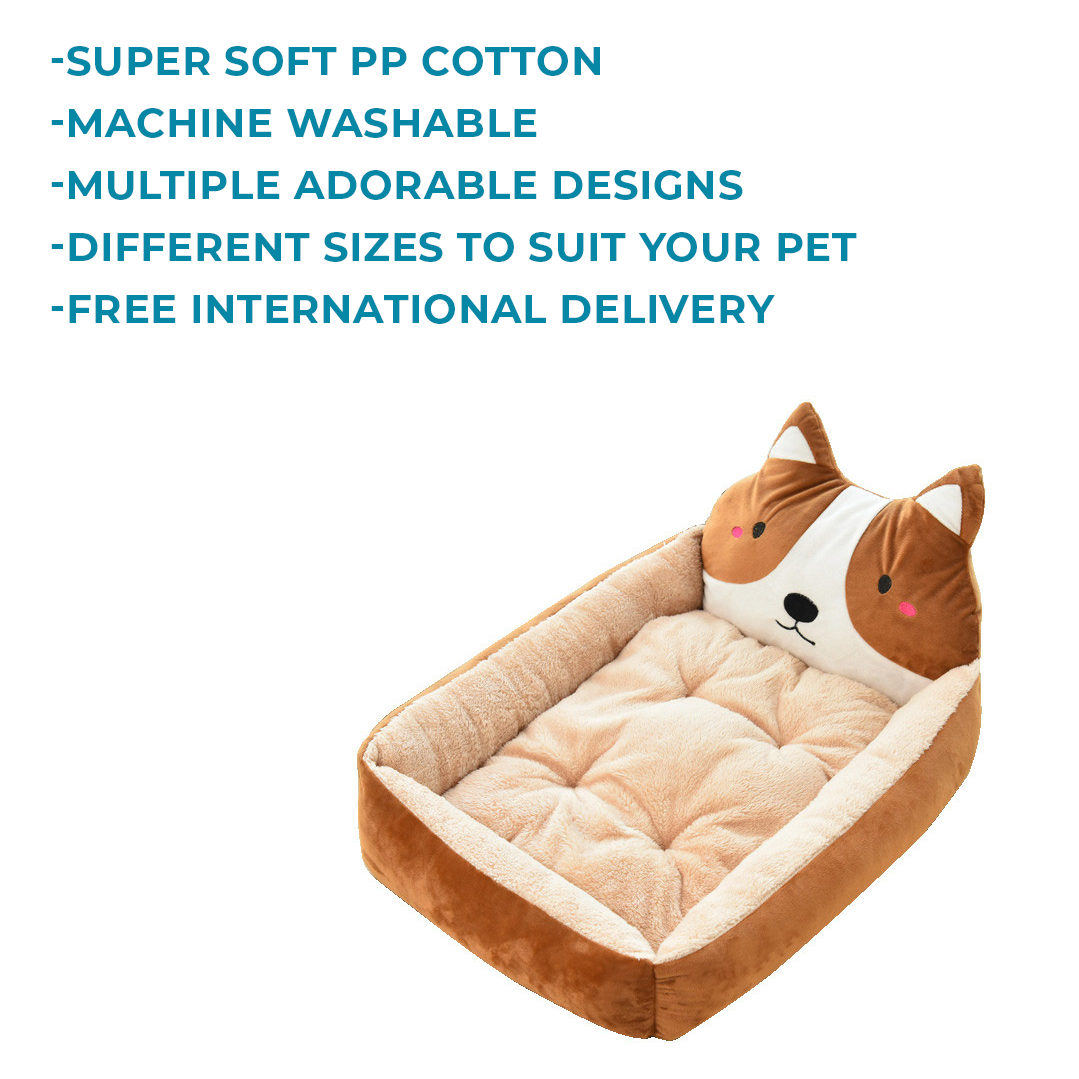 -SUPER SOFT PP COTTON
-MACHINE WASHABLE
-MULTIPLE ADORABLE DESIGNS
-DIFFERENT SIZES TO SUIT YOUR PET
-FREE INTERNATIONAL DELIVERY